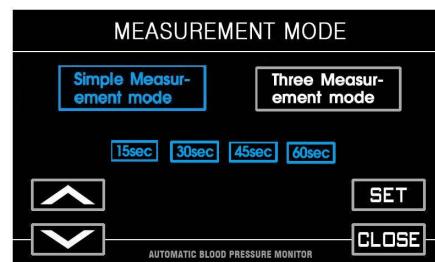 MEASUREMENT MODE
Simple Measur-
ement mode
Three Measur-
ement mode
15sec 30sec 45sec 60sec
SET
CLOSE
AUTOMATIC BLOOD PRESSURE MONITOR